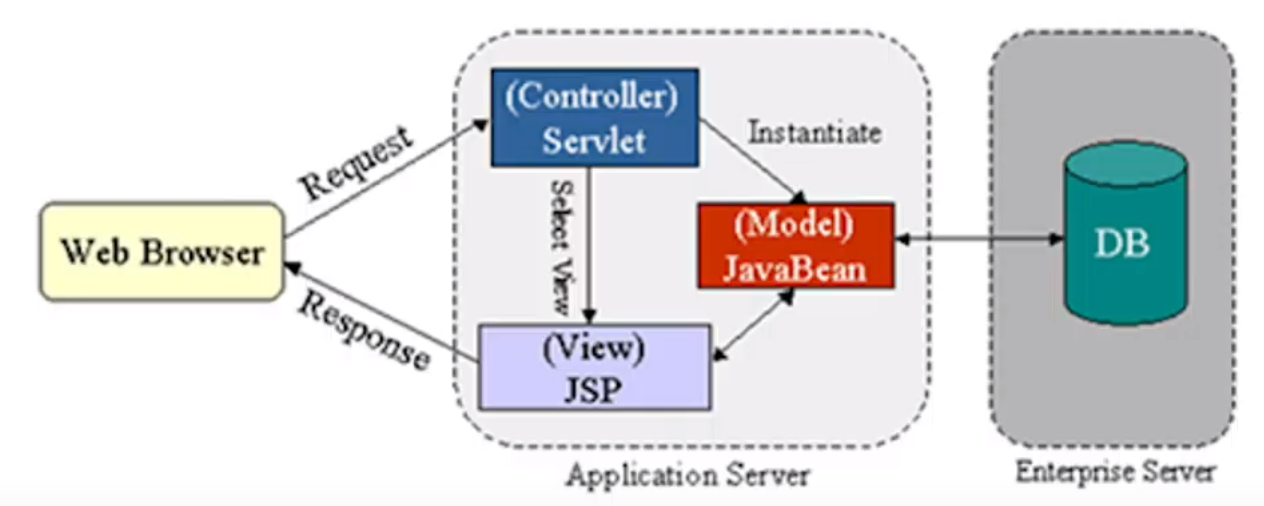 (Controller)
Servlet
Instantiate
Request
Select View
(Model)
JavaBean
DB
Web Browser
Response
(View)
JSP
Application Server
Enterprise Server